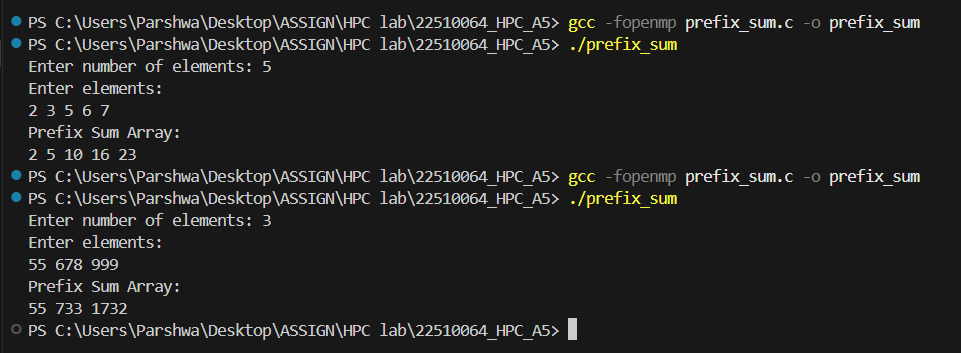 PS C:\Users\Parshwa\Desktop\ASSIGN\HPC lab\22510064_HPC_A5> gcc -fopenmp prefix_sum.c -o prefix_sum
PS C:\Users\Parshwa\Desktop\ASSIGN\HPC lab\22510064_HPC_A5> ./prefix_sum
Enter number of elements: 5
Enter elements:
2 3 5 6 7
Prefix Sum Array:
2 5 10 16 23
PS C:\Users\Parshwa\Desktop\ASSIGN\HPC lab\22510064_HPC_A5> gcc -fopenmp prefix_sum.c -o prefix_sum
PS C:\Users\Parshwa\Desktop\ASSIGN\HPC lab\22510064_HPC_A5> ./prefix_sum
Enter number of elements: 3
Enter elements:
55 678 999
Prefix Sum Array:
55 733 1732
PS C:\Users\Parshwa\Desktop\ASSIGN\HPC lab\22510064_HPC_A5>